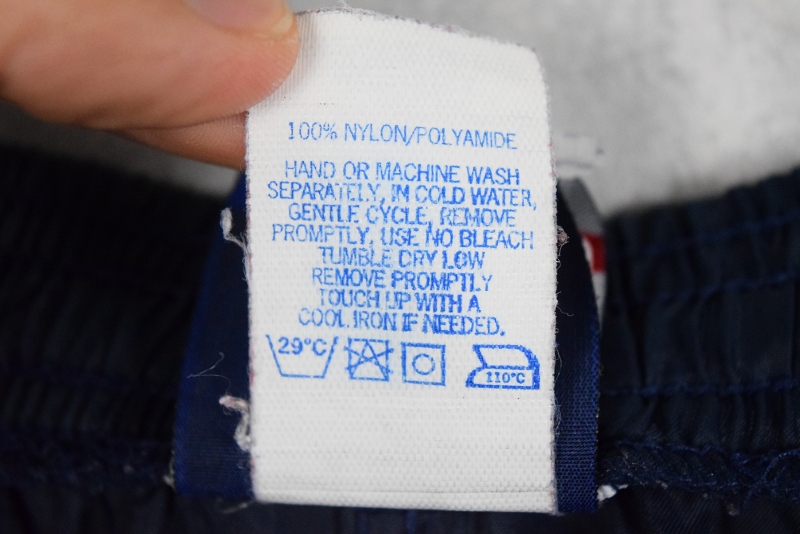 100% NYLON/POLYAMIDE
HAND OR MACHINE WASH
SEPARATELY, IN COLD WATER,
GENTLE CYCLE, REMOVE
PROMPTLY, USE NO BLEACH
TUMBLE DRY LOW
REMOVE PROMPTLY
TOUCH UP WITH A
COOL IRON IF NEEDED.
29°C 110°C